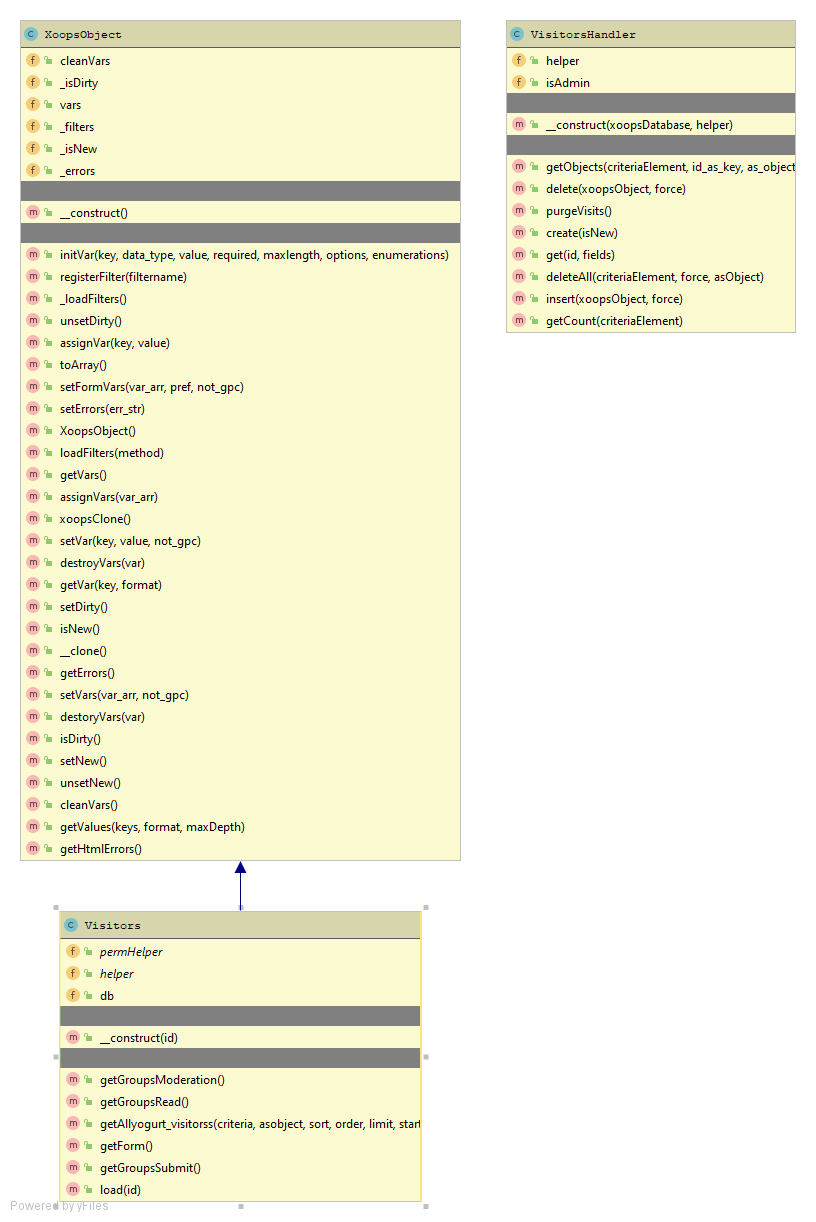 C XoopsObject
f cleanVars
f _isDirty
f vars
f _filters
f _isNew
f _errors
m __construct()
m initVar(key, data_type, value, required, maxlength, options, enumerations)
m registerFilter(filtername)
m _loadFilters()
m unsetDirty()
m assignVar(key, value)
m toArray()
m setFormVars(var_arr, pref, not_gpc)
m setErrors(err_str)
m XoopsObject()
m loadFilters(method)
m getVars()
m assignVars(var_arr)
m xoopsClone()
m setVar(key, value, not_gpc)
m destroyVars(var)
m getVar(key, format)
m setDirty()
m isNew()
m __clone()
m getErrors()
m setVars(var_arr, not_gpc)
m destoryVars(var)
m isDirty()
m setNew()
m unsetNew()
m cleanVars()
m getValues(keys, format, maxDepth)
m getHtmlErrors()
C VisitorsHandler
f helper
f isAdmin
m __construct(xoopsDatabase, helper)
m getObjects(criteriaElement, id_as_key, as_object
m delete(xoopsObject, force)
m purgeVisits()
m create(isNew)
m get(id, fields)
m deleteAll(criteriaElement, force, asObject)
m insert(xoopsObject, force)
m getCount(criteriaElement)
C Visitors
f permHelper
f helper
f db
m __construct(id)
m getGroupsModeration()
m getGroupsRead()
m getAllyogurt_visitorss(criteria, asobject, sort, order, limit, start
m getForm()
m getGroupsSubmit()
m load(id)
Powered by yFiles